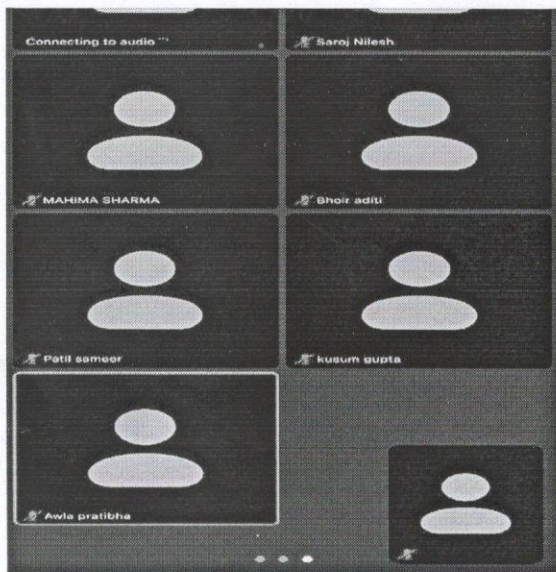 Connecting to audio ...
Saroj Nilesh
MAHIMA SHARMA
Bhoir aditi
Patil sameer
kusum gupta
Awla pratibha